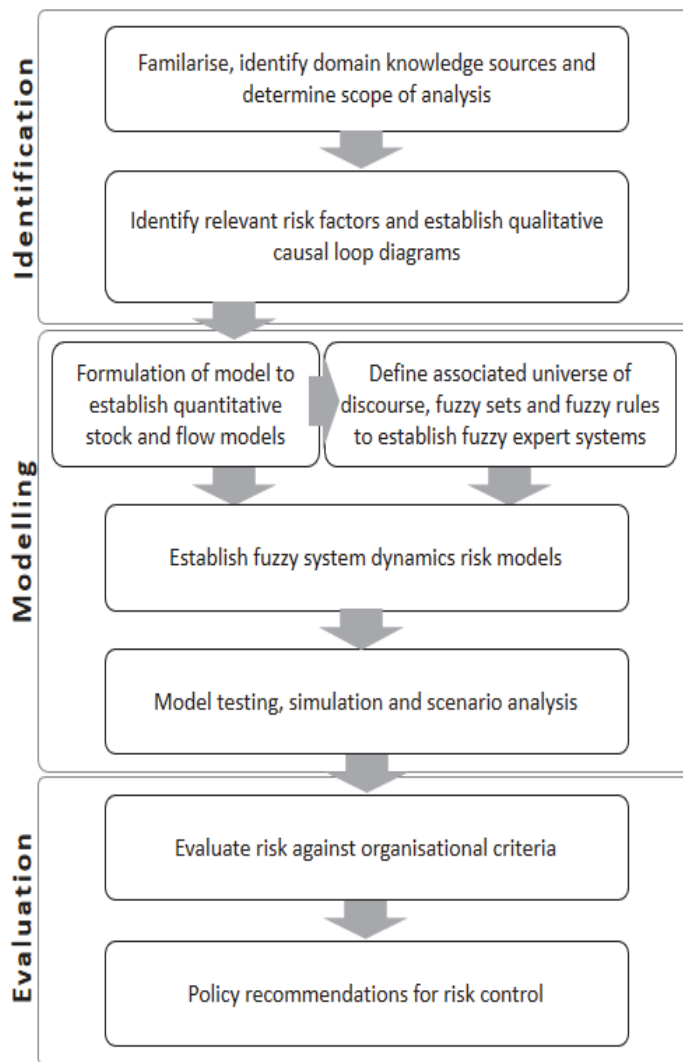 Identification
Familarise, identify domain knowledge sources and
determine scope of analysis
Identify relevant risk factors and establish qualitative
causal loop diagrams
Modelling
Formulation of model to
establish quantitative
stock and flow models
Define associated universe of
discourse, fuzzy sets and fuzzy rules
to establish fuzzy expert systems
Establish fuzzy system dynamics risk models
Model testing, simulation and scenario analysis
Evaluation
Evaluate risk against organisational criteria
Policy recommendations for risk control